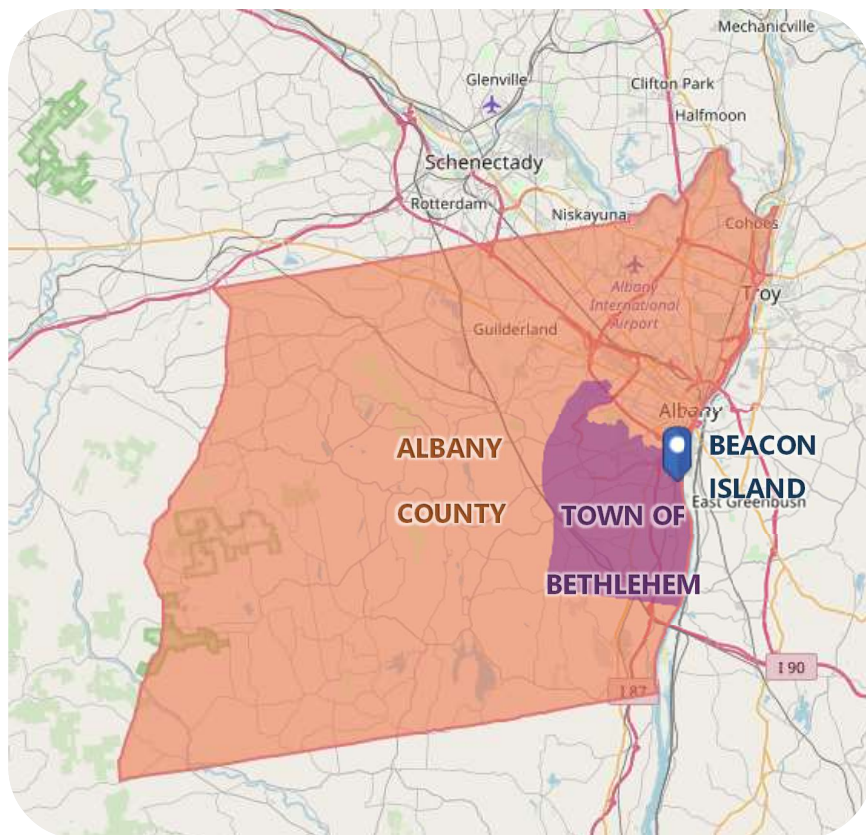 Mechanicville
Glenville
Clifton Park
Halfmoon
Schenectady
Rotterdam
Niskayuna
Cohoes
Albany
International
Airport
Troy
Guilderland
Albany
ALBANY
COUNTY
BEACON
ISLAND
East Greenbush
TOWN OF
BETHLEHEM
I 90
I 87